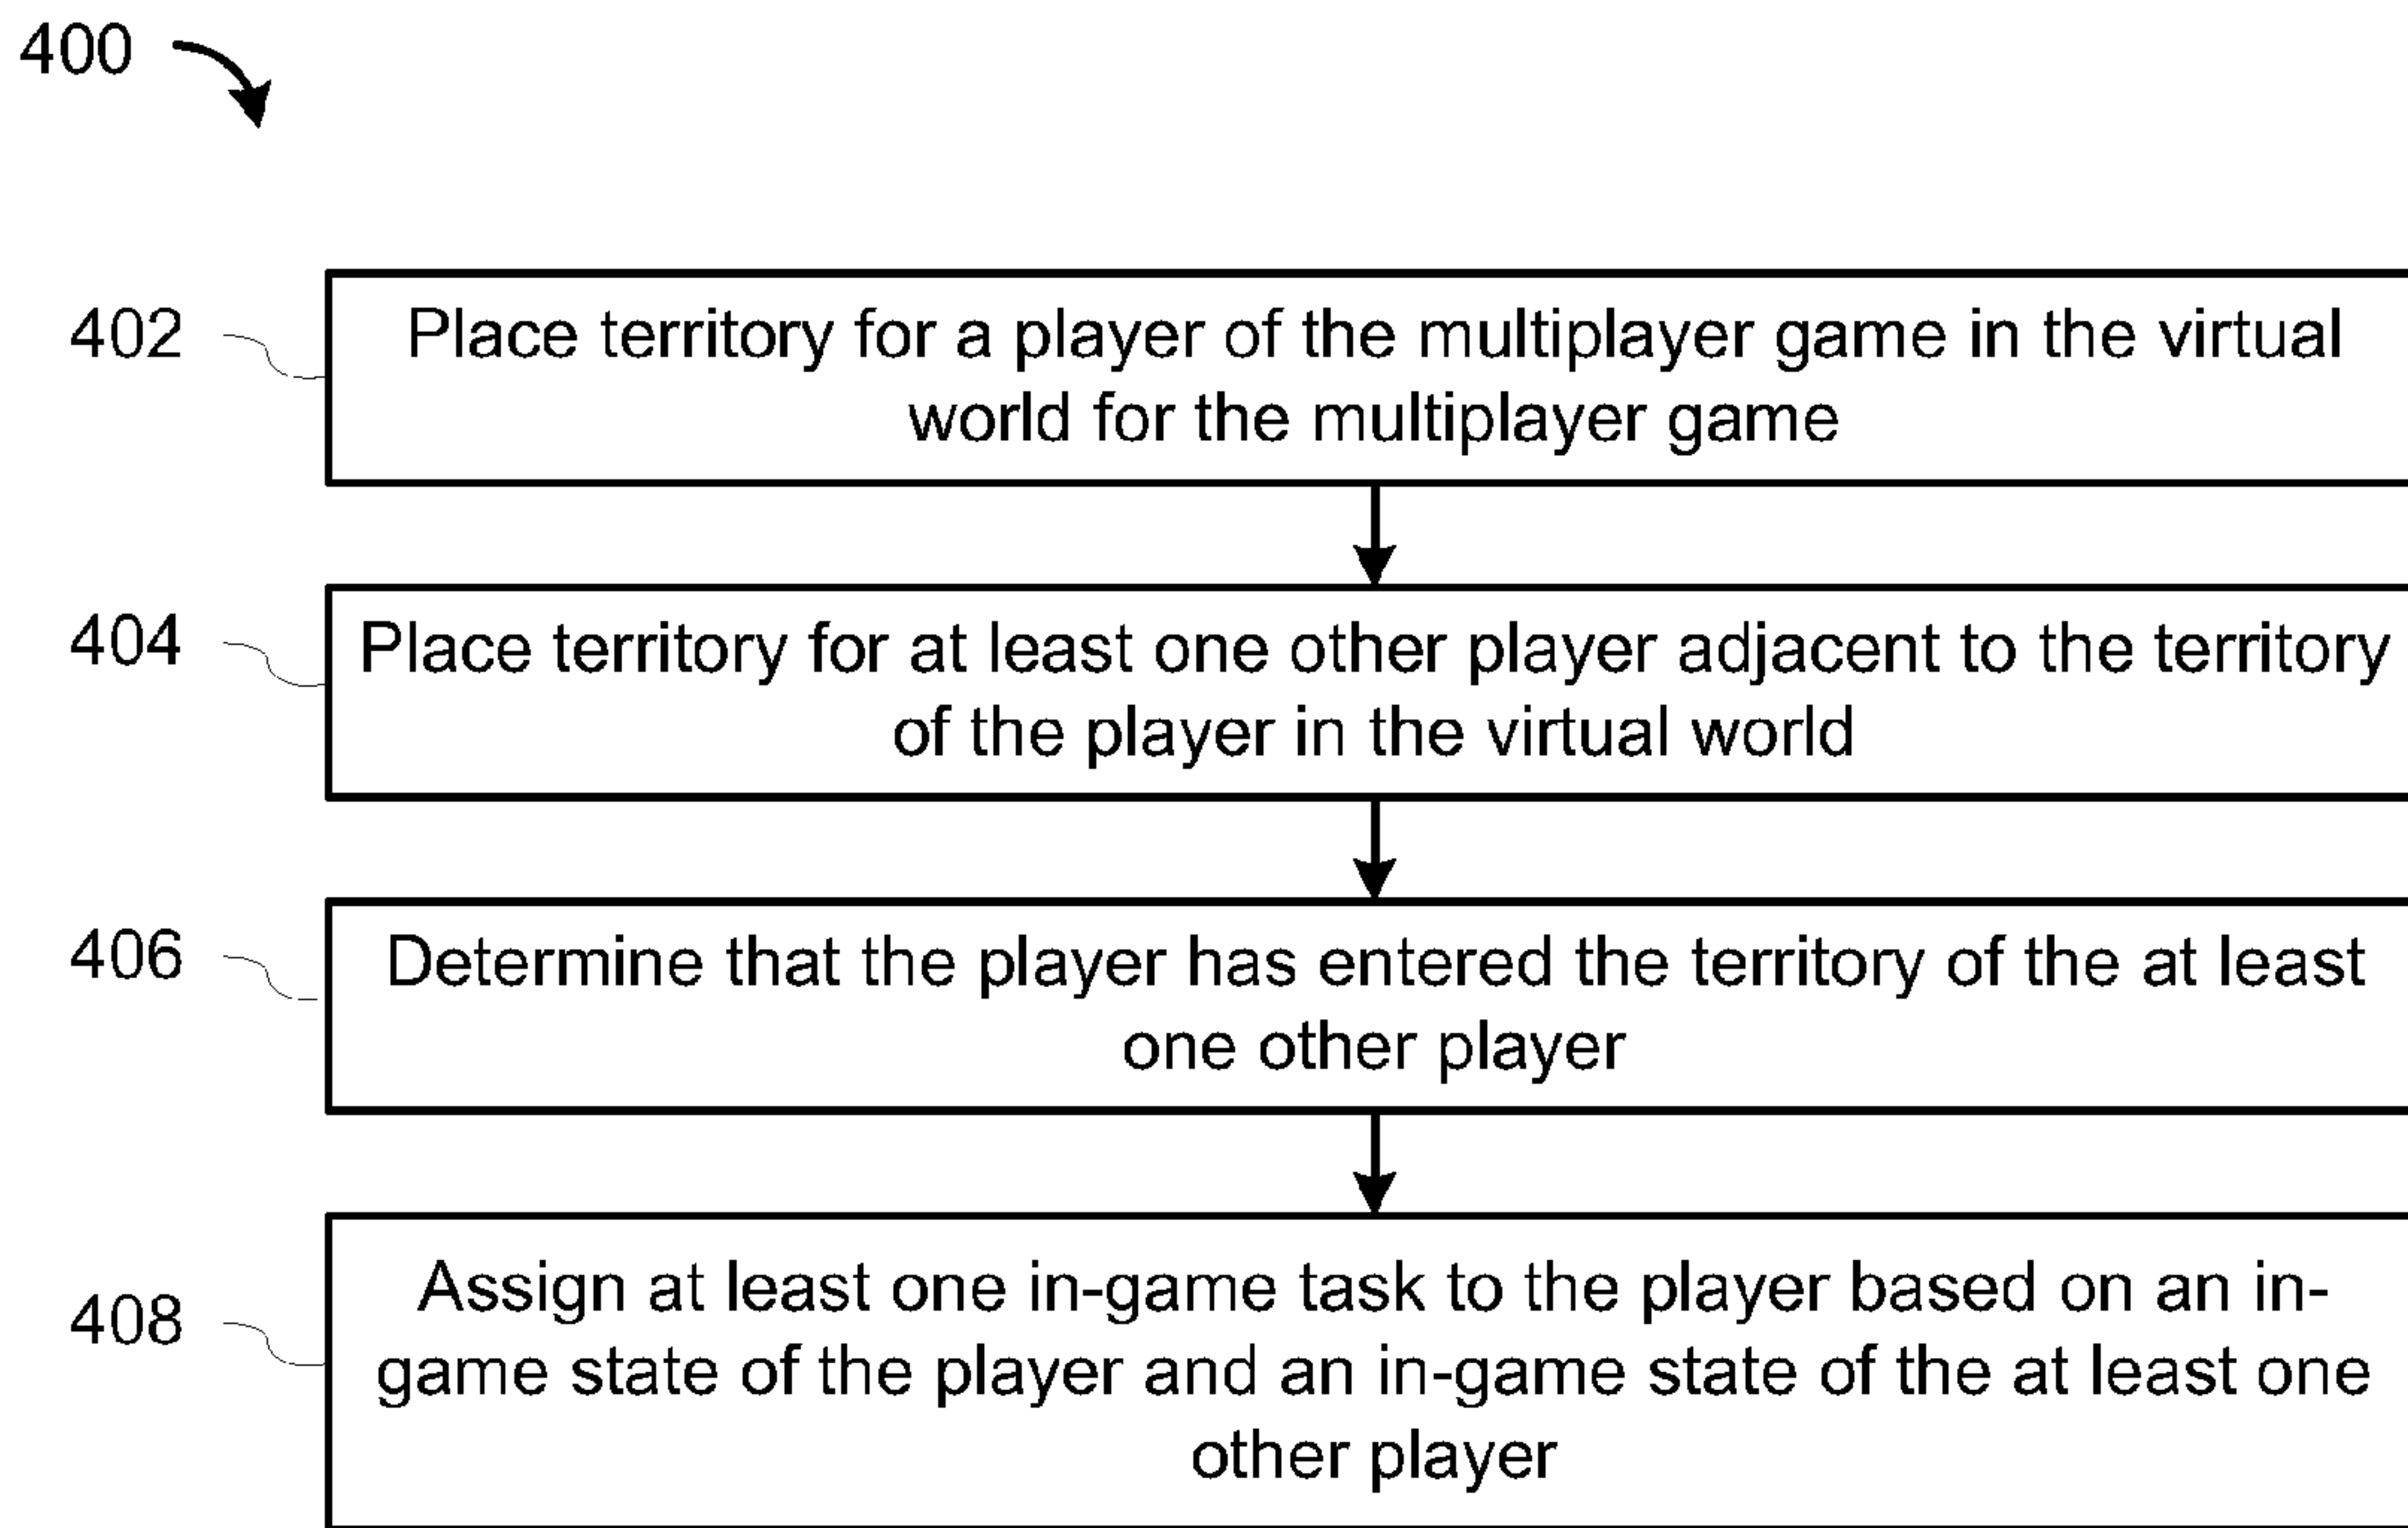 400
402
Place territory for a player of the multiplayer game in the virtual
world for the multiplayer game
404
Place territory for at least one other player adjacent to the territory
of the player in the virtual world
406
Determine that the player has entered the territory of the at least
one other player
408
Assign at least one in-game task to the player based on an in-
game state of the player and an in-game state of the at least one
other player